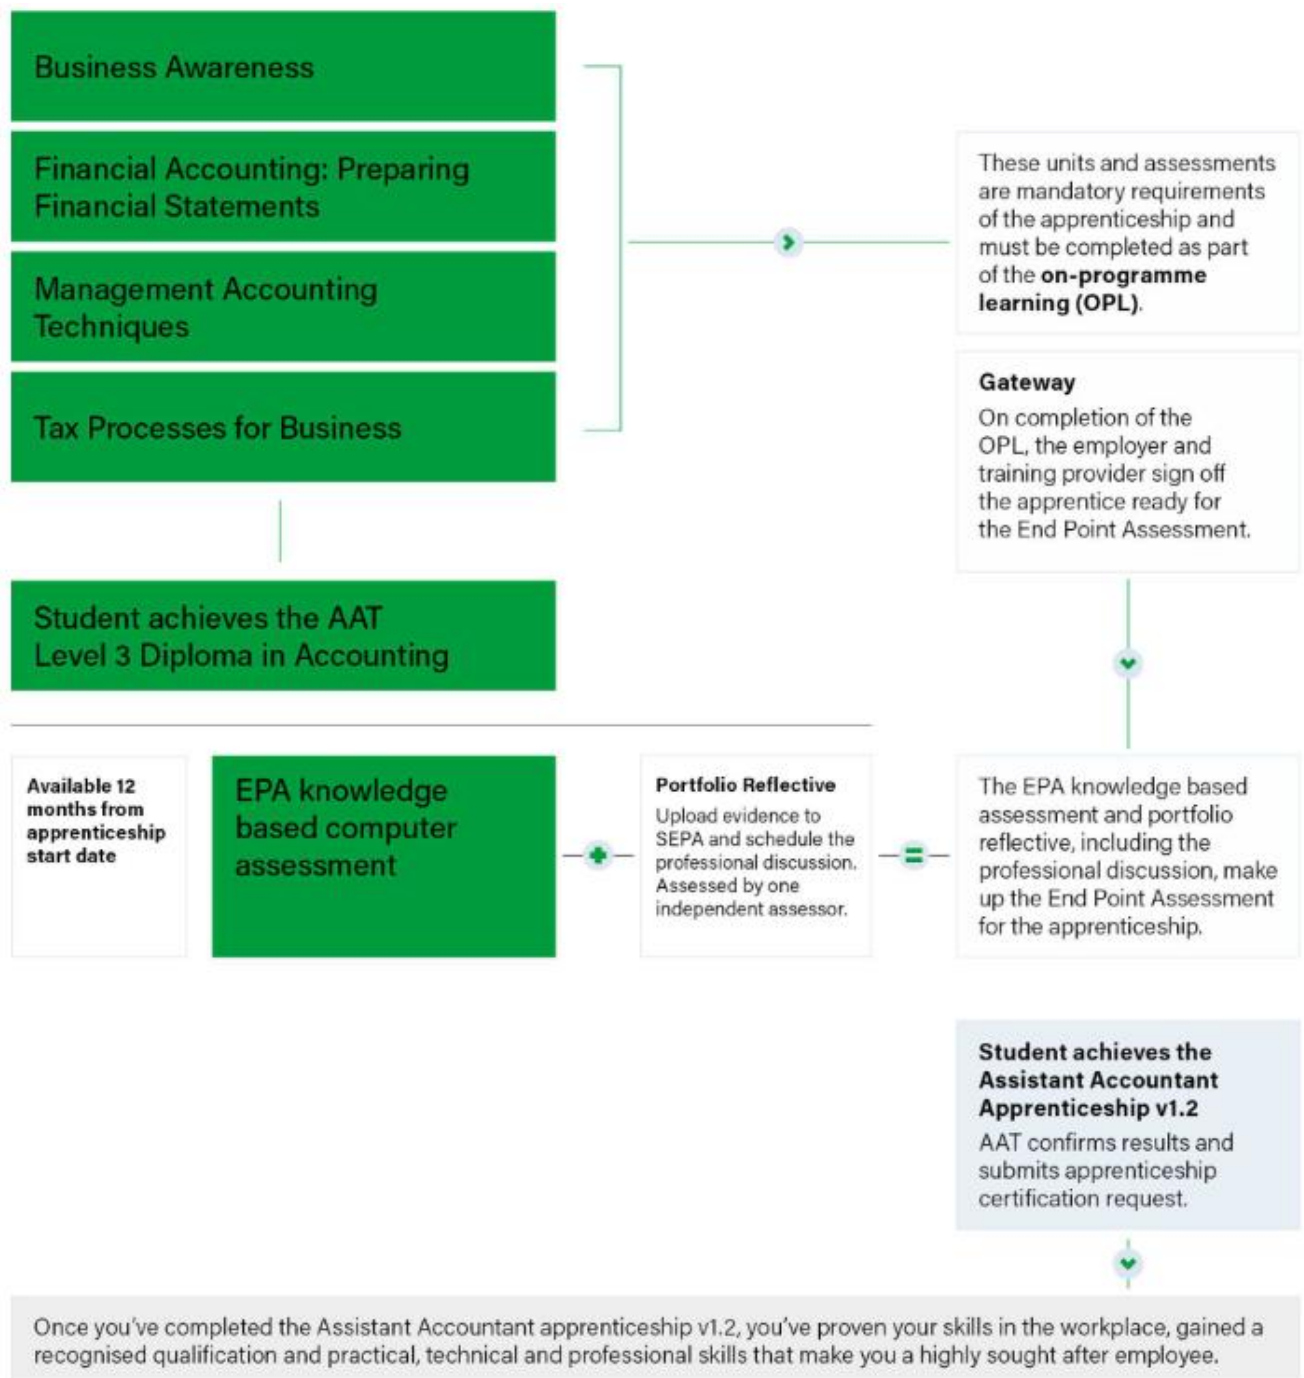 Business Awareness
Financial Accounting: Preparing
Financial Statements
Management Accounting
Techniques
Tax Processes for Business
These units and assessments
are mandatory requirements
of the apprenticeship and
must be completed as part
of the on-programme
learning (OPL).
Gateway
On completion of the
OPL, the employer and
training provider sign off
the apprentice ready for
the End Point Assessment.
Student achieves the AAT
Level 3 Diploma in Accounting
Available 12
months from
apprenticeship
start date
EPA knowledge
based computer
assessment
Portfolio Reflective
Upload evidence to
SEPA and schedule the
professional discussion.
Assessed by one
independent assessor.
The EPA knowledge based
assessment and portfolio
reflective, including the
professional discussion, make
up the End Point Assessment
for the apprenticeship.
Student achieves the
Assistant Accountant
Apprenticeship v1.2
AAT confirms results and
submits apprenticeship
certification request.
Once you've completed the Assistant Accountant apprenticeship v1.2, you've proven your skills in the workplace, gained a
recognised qualification and practical, technical and professional skills that make you a highly sought after employee.